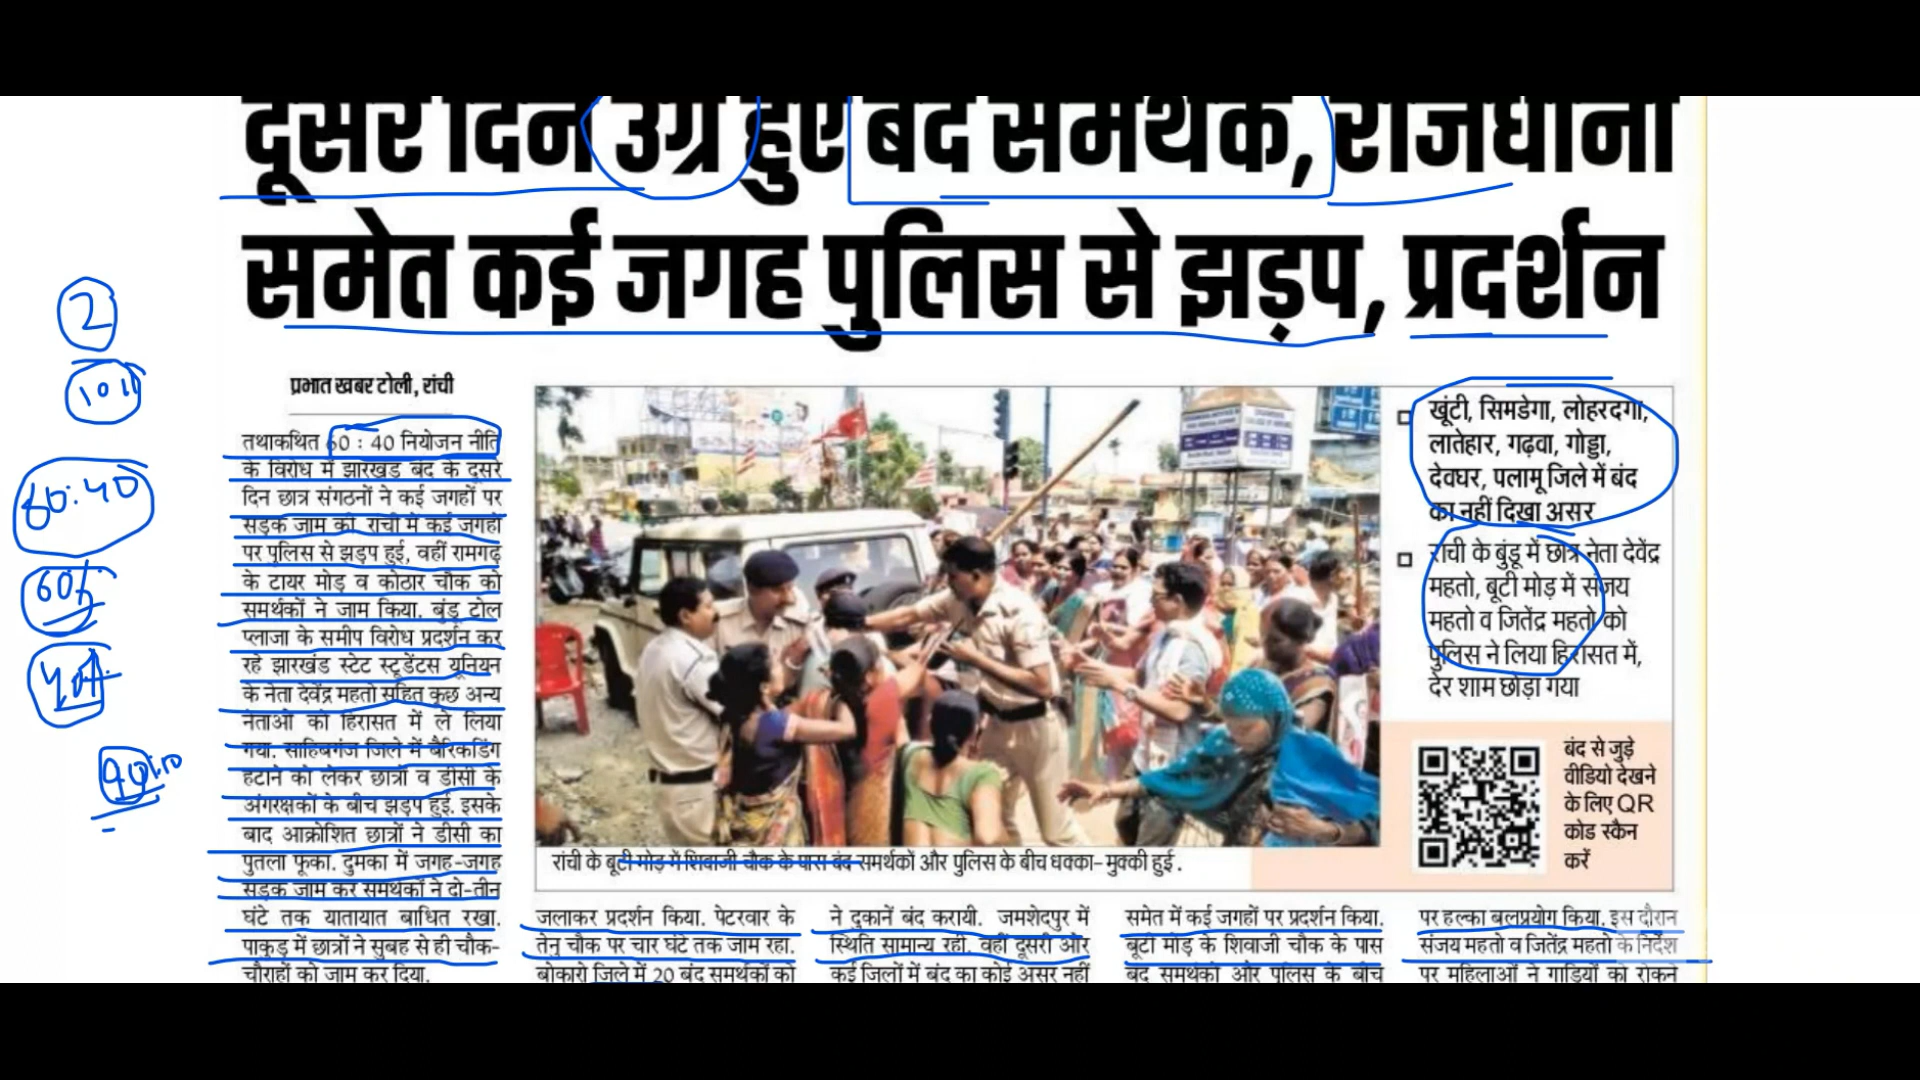 दूसरे दिन उग्र हुए बंद समर्थक, राजधानी
समेत कई जगह पुलिस से झड़प, प्रदर्शन
2
60:40
60%
90:10
प्रभात खबर टोली, रांची
तथाकथित 60 : 40 नियोजन नीति
के विरोध में झारखंड बंद के दूसरे
दिन छात्र संगठनों ने कई जगहों पर
सड़क जाम की. रांची में कई जगहों
पर पुलिस से झड़प हुई, वहीं रामगढ़
के टायर मोड़ व कोठार चौक को
समर्थकों ने जाम किया. बुंडू टोल
प्लाजा के समीप विरोध प्रदर्शन कर
रहे झारखंड स्टेट स्टूडेंटस यूनियन
के नेता देवेंद्र महतो सहित कुछ अन्य
नेताओं को हिरासत में ले लिया
गया. साहिबगंज जिले में बैरिकेडिंग
हटाने को लेकर छात्रों व डीसी के
अंगरक्षकों के बीच झड़प हुई. इसके
बाद आक्रोशित छात्रों ने डीसी का
पुतला फूंका. दुमका में जगह-जगह
सड़क जाम कर समर्थकों ने दो-तीन
घंटे तक यातायात बाधित रखा.
पाकुड़ में छात्रों ने सुबह से ही चौक-
चौराहों को जाम कर दिया.
रांची के बूटी मोड़ में शिवाजी चौक के पास बंद समर्थकों और पुलिस के बीच धक्का-मुक्की हुई.
खूंटी, सिमडेगा, लोहरदगा,
लातेहार, गढ़वा, गोड्डा,
देवघर, पलामू जिले में बंद
का नहीं दिखा असर
रांची के बुंडू में छात्र नेता देवेंद्र
महतो, बूटी मोड़ में संजय
महतो व जितेंद्र महतो को
पुलिस ने लिया हिरासत में,
देर शाम छोड़ा गया
बंद से जुड़े
वीडियो देखने
के लिए QR
कोड स्कैन
करें
जलाकर प्रदर्शन किया. पेटरवार के
तेनु चौक पर चार घंटे तक जाम रहा.
बोकारो जिले में 20 बंद समर्थकों को
ने दुकानें बंद करायी. जमशेदपुर में
स्थिति सामान्य रही. वहीं दूसरी ओर
कई जिलों में बंद का कोई असर नहीं
समेत में कई जगहों पर प्रदर्शन किया.
बूटी मोड़ के शिवाजी चौक के पास
बंद समर्थकों और पुलिस के बीच
पर हल्का बलप्रयोग किया. इस दौरान
संजय महतो व जितेंद्र महतो के निर्देश
पर महिलाओं ने गाड़ियों को रोकने